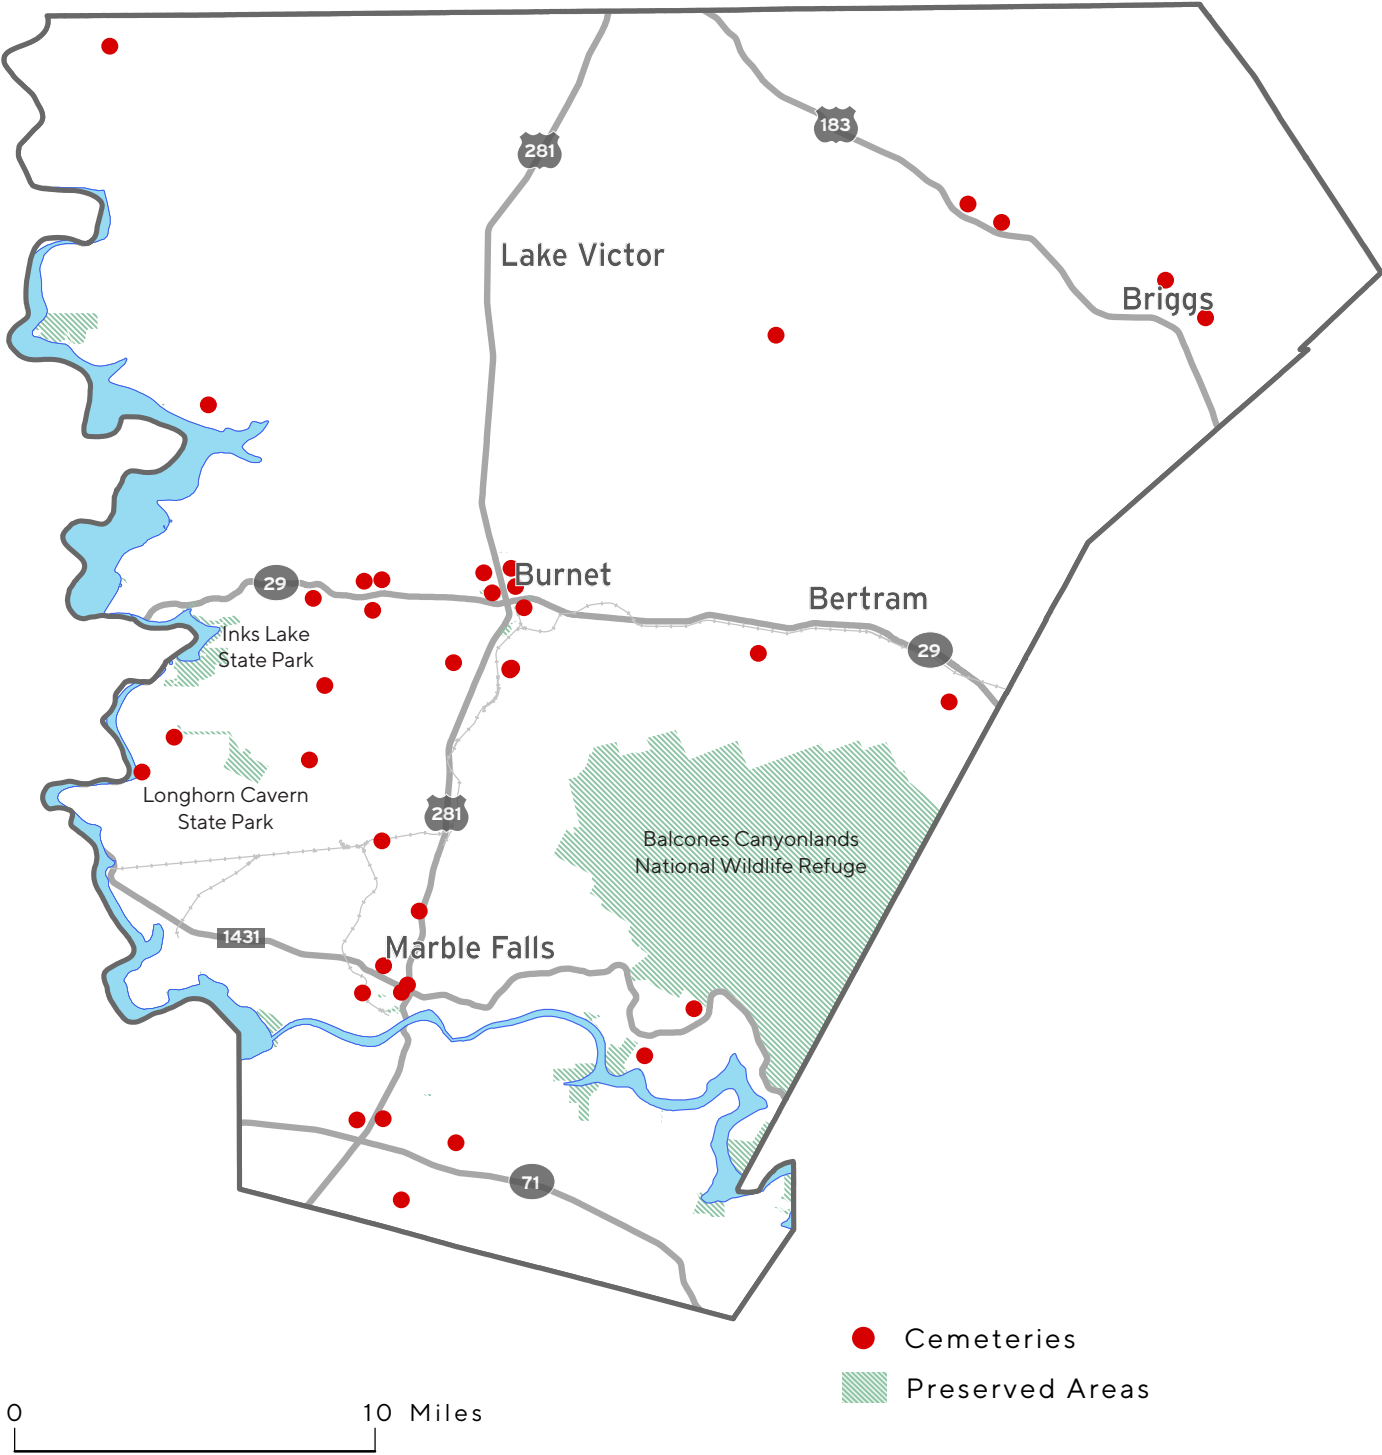 183
281
Lake Victor
Briggs
Burnet
29
Bertram
Inks Lake
State Park
29
Longhorn Cavern
State Park
281
Balcones Canyonlands
National Wildlife Refuge
1431
Marble Falls
71
Cemeteries
Preserved Areas
0
10 Miles